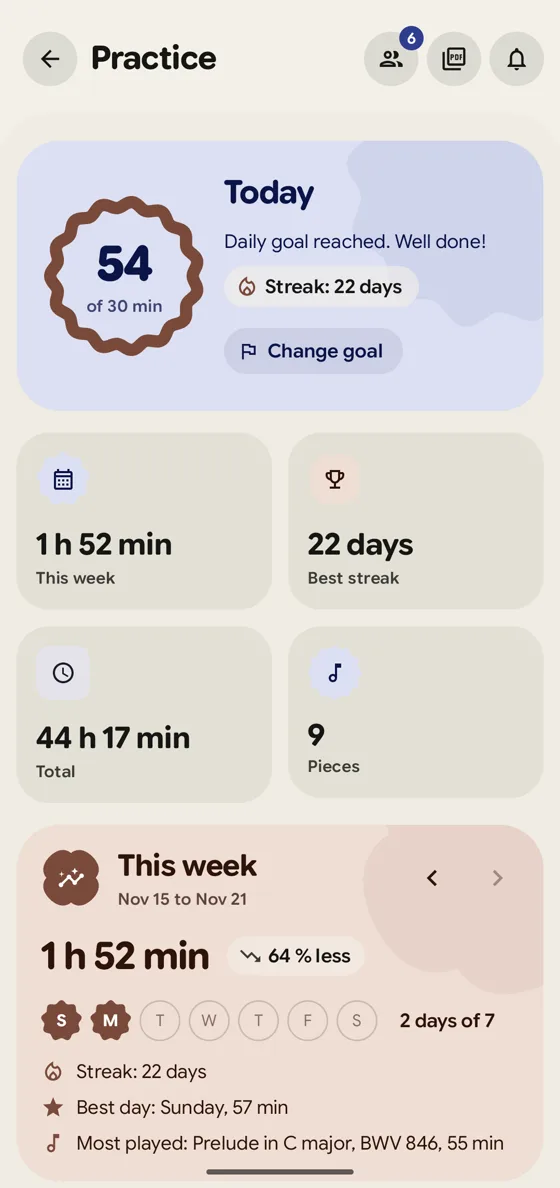 Practice
6
PDF
Today
54
of 30 min
Daily goal reached. Well done!
Streak: 22 days
Change goal
1 h 52 min
This week
22 days
Best streak
44 h 17 min
Total
9
Pieces
This week
Nov 15 to Nov 21
1 h 52 min
64 % less
S M T W T F S 2 days of 7
Streak: 22 days
Best day: Sunday, 57 min
Most played: Prelude in C major, BWV 846, 55 min